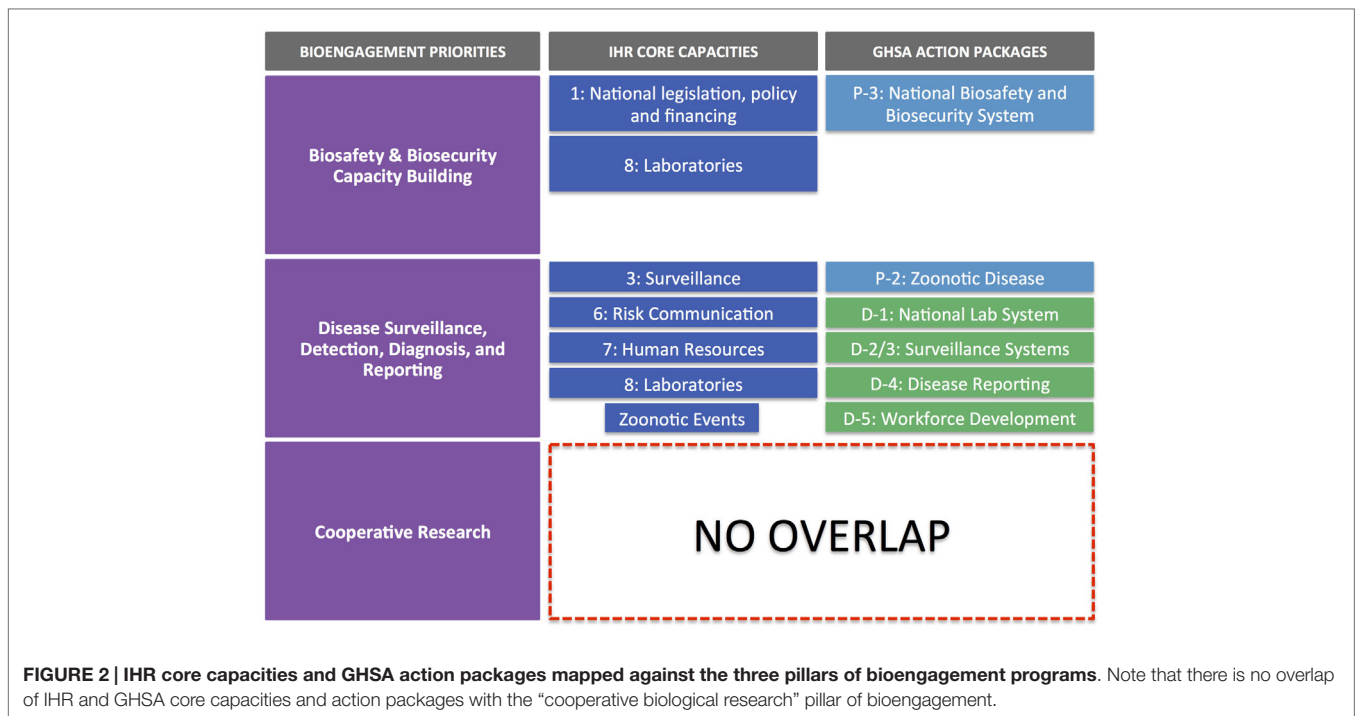 BIOENGAGEMENT PRIORITIES
IHR CORE CAPACITIES
GHSA ACTION PACKAGES
Biosafety & Biosecurity
Capacity Building
1: National legislation, policy
and financing
8: Laboratories
P-3: National Biosafety and
Biosecurity System
Disease Surveillance,
Detection, Diagnosis, and
Reporting
3: Surveillance
6: Risk Communication
7: Human Resources
8: Laboratories
Zoonotic Events
P-2: Zoonotic Disease
D-1: National Lab System
D-2/3: Surveillance Systems
D-4: Disease Reporting
D-5: Workforce Development
Cooperative Research
NO OVERLAP
FIGURE 2 | IHR core capacities and GHSA action packages mapped against the three pillars of bioengagement programs. Note that there is no overlap
of IHR and GHSA core capacities and action packages with the “cooperative biological research” pillar of bioengagement.